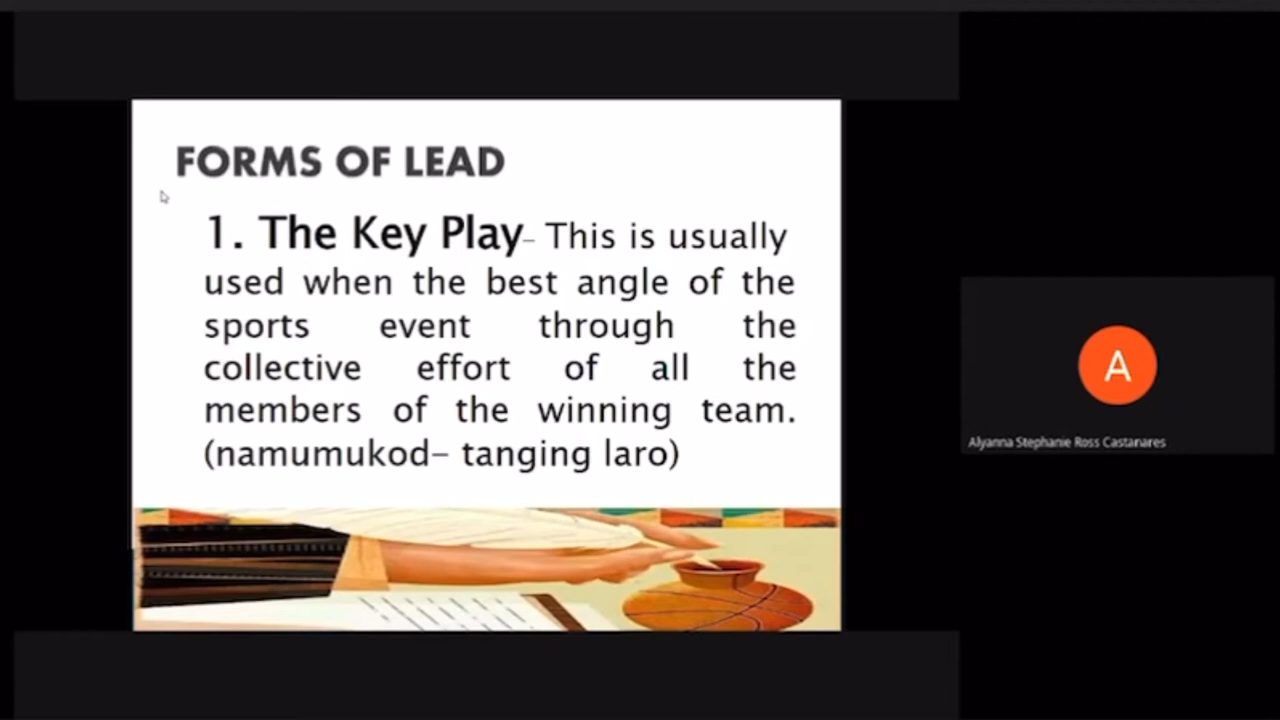 FORMS OF LEAD
1. The Key Play– This is usually
used when the best angle of the
sports event through the
collective effort of all the
members of the winning team.
(namumukod– tanging laro)
A
Alyanna Stephanie Ross Castanares